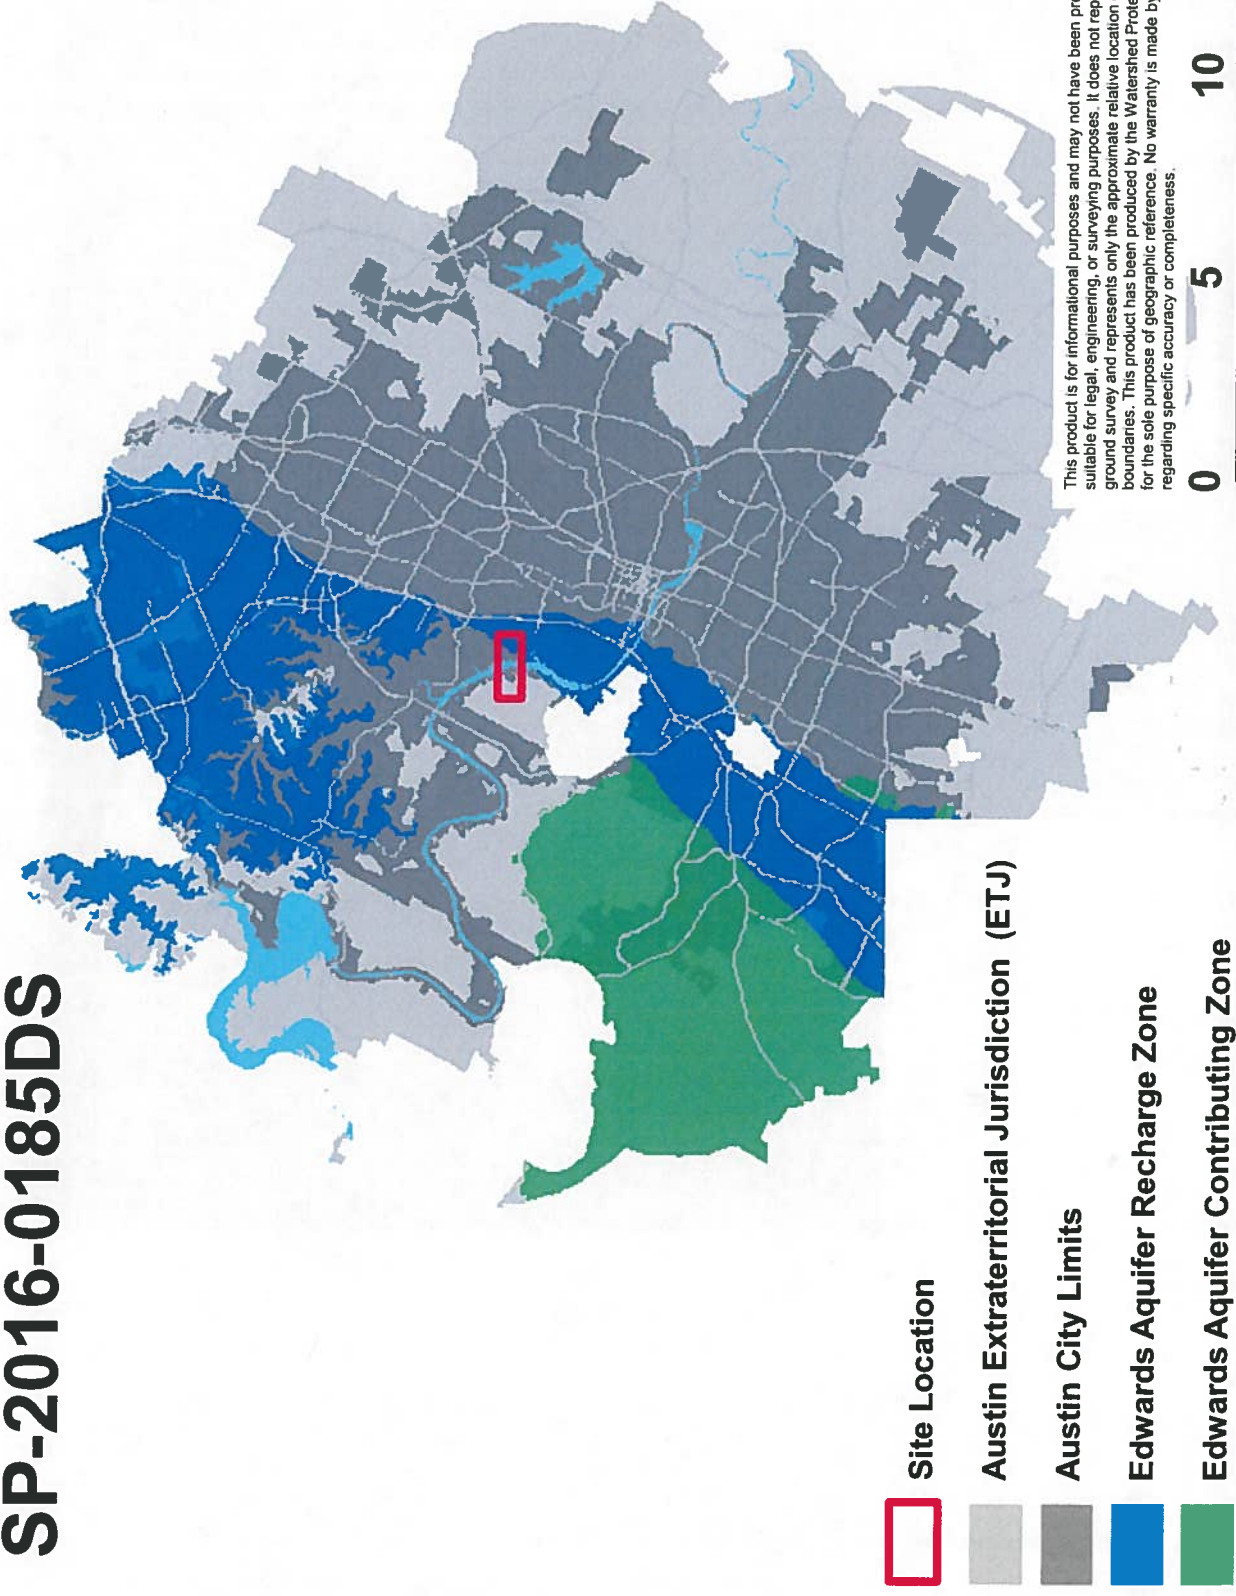 SP-2016-0185DS
Site Location
Austin Extraterritorial Jurisdiction (ETJ)
Austin City Limits
Edwards Aquifer Recharge Zone
Edwards Aquifer Contributing Zone
This product is for informational purposes and may not have been
suitable for legal, engineering, or surveying purposes. It does not
ground survey and represents only the approximate relative location
boundaries. This product has been produced by the Watershed
for the sole purpose of geographic reference. No warranty is made by
regarding specific accuracy or completeness.
0 5 10